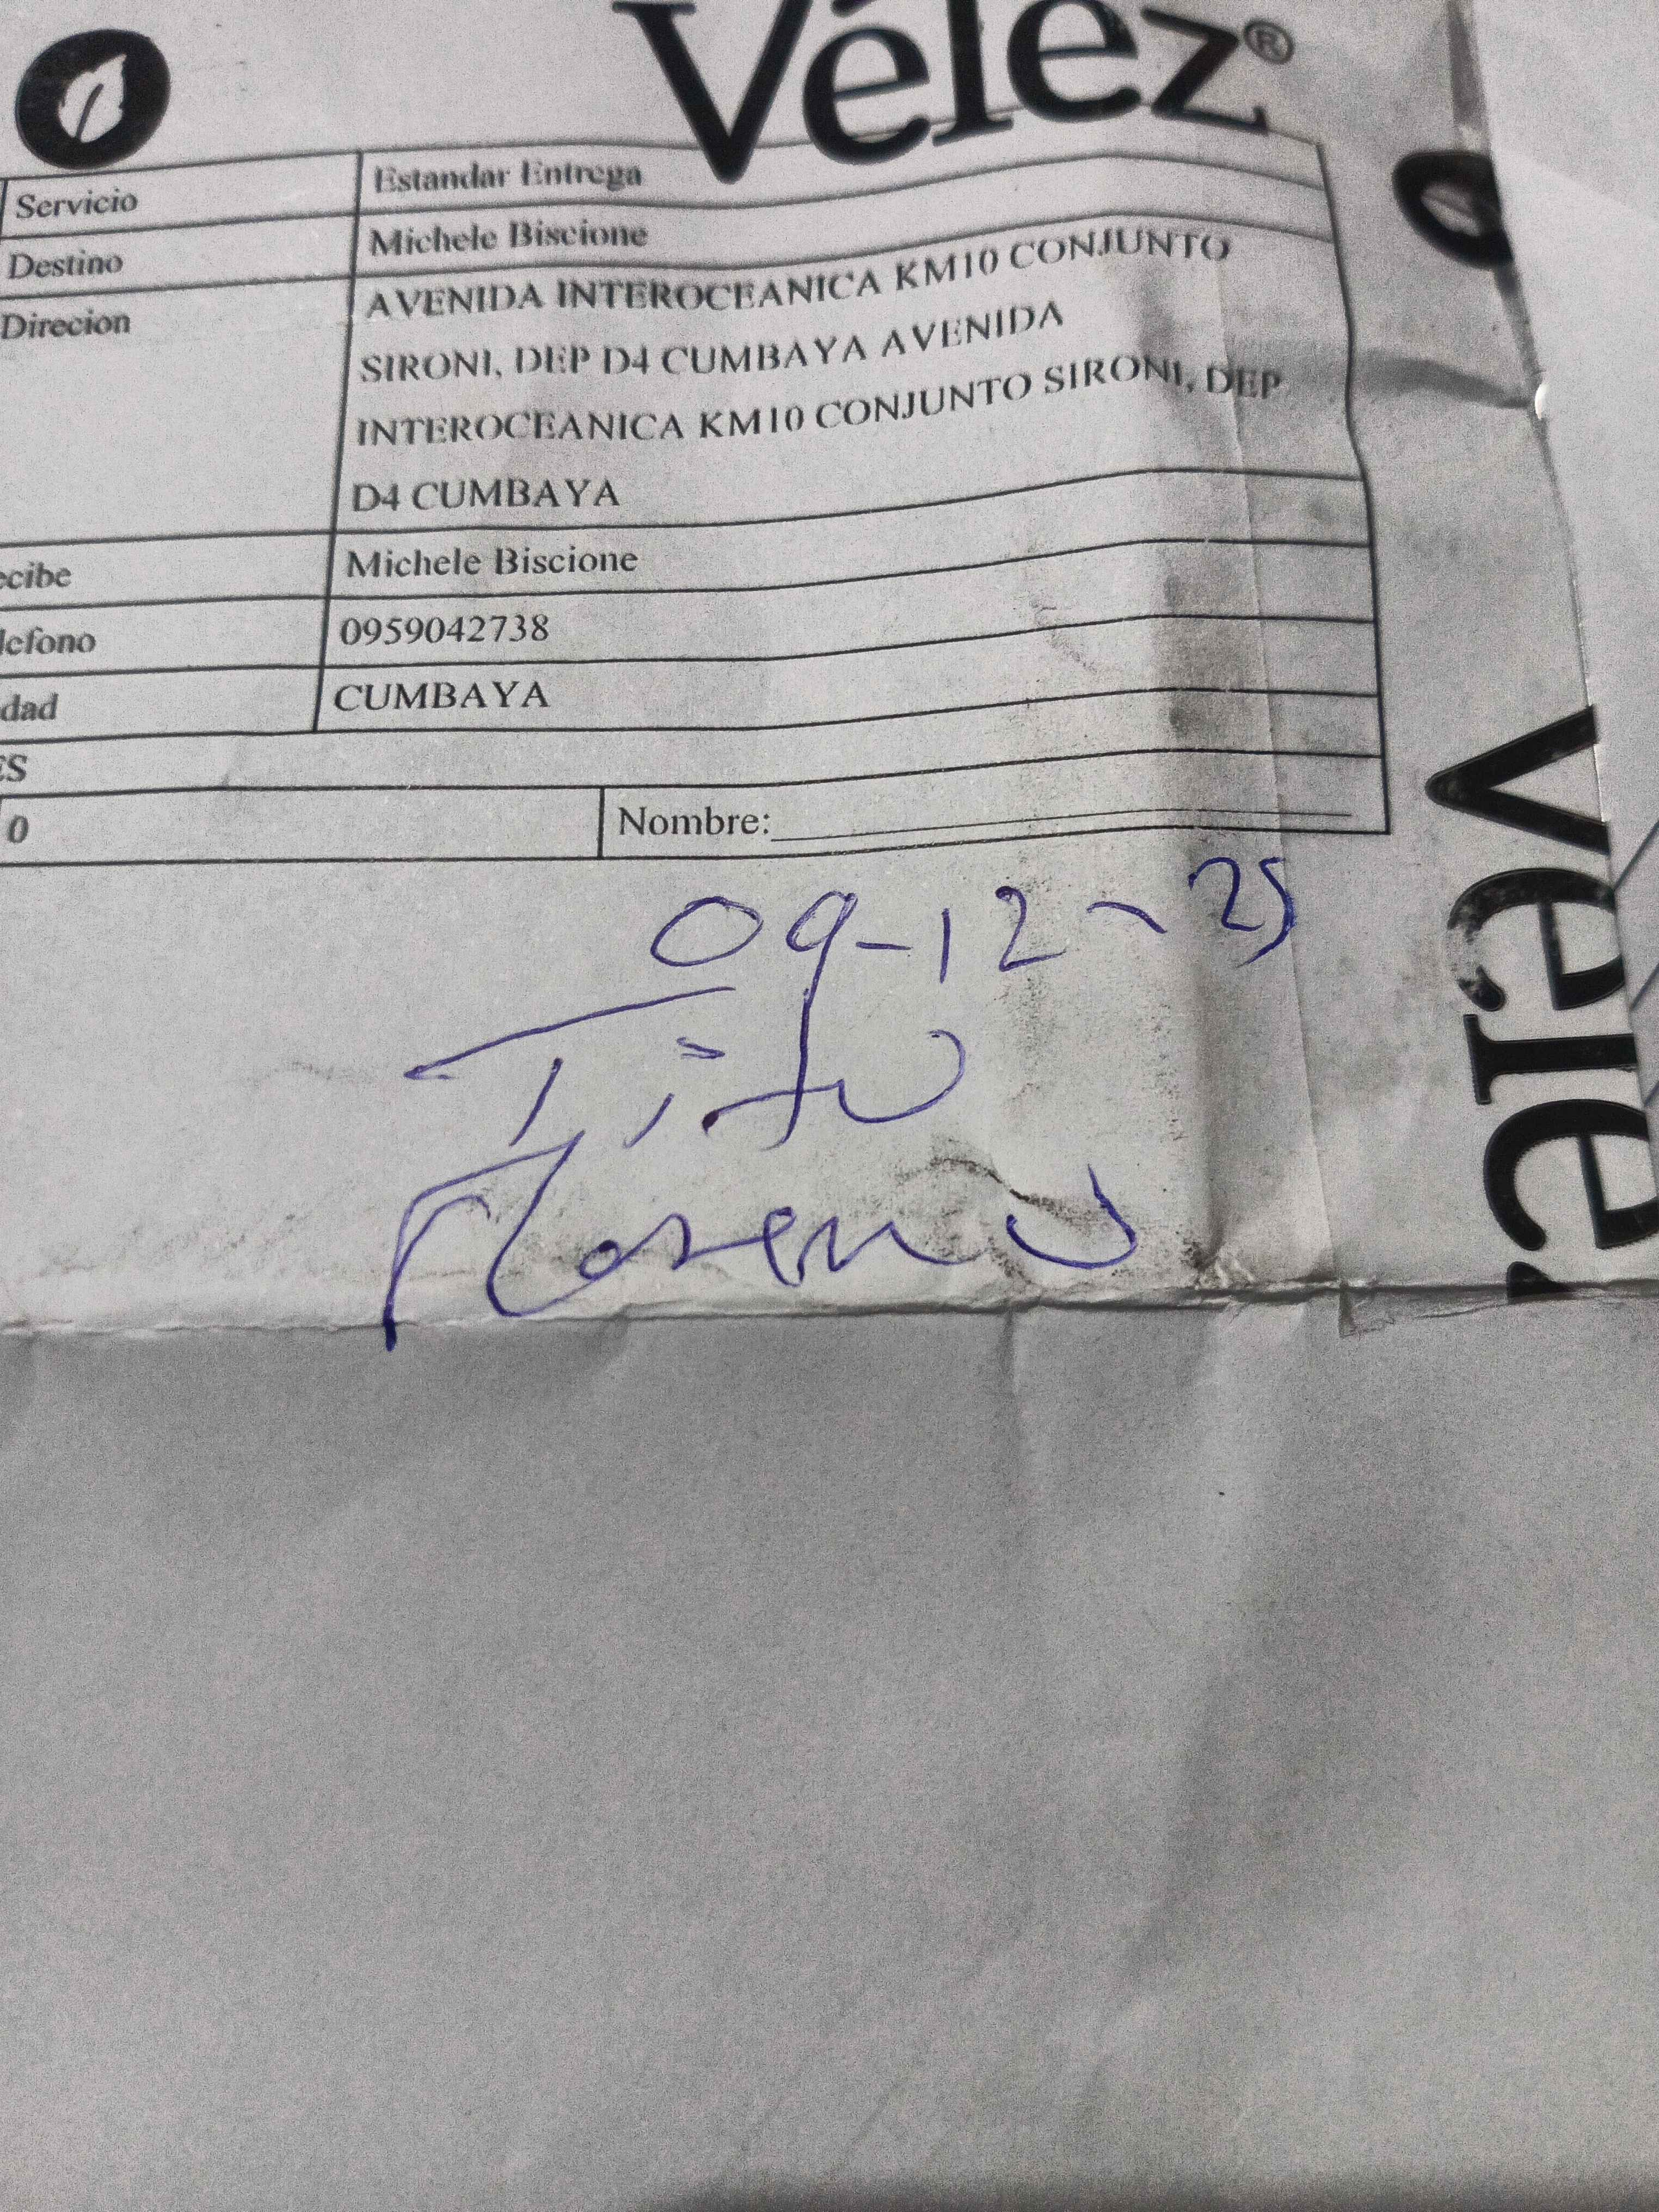 Vélez®
Servicio Estandar Entrega
Destino Michele Biscione
Direcion AVENIDA INTEROCEANICA KM10 CONJUNTO
SIRONI, DEP D4 CUMBAYA AVENIDA
INTEROCEANICA KM10 CONJUNTO SIRONI, DEP
D4 CUMBAYA
ecibe Michele Biscione
lefono 0959042738
dad CUMBAYA
ES
0 Nombre:
09-12-25
Tito